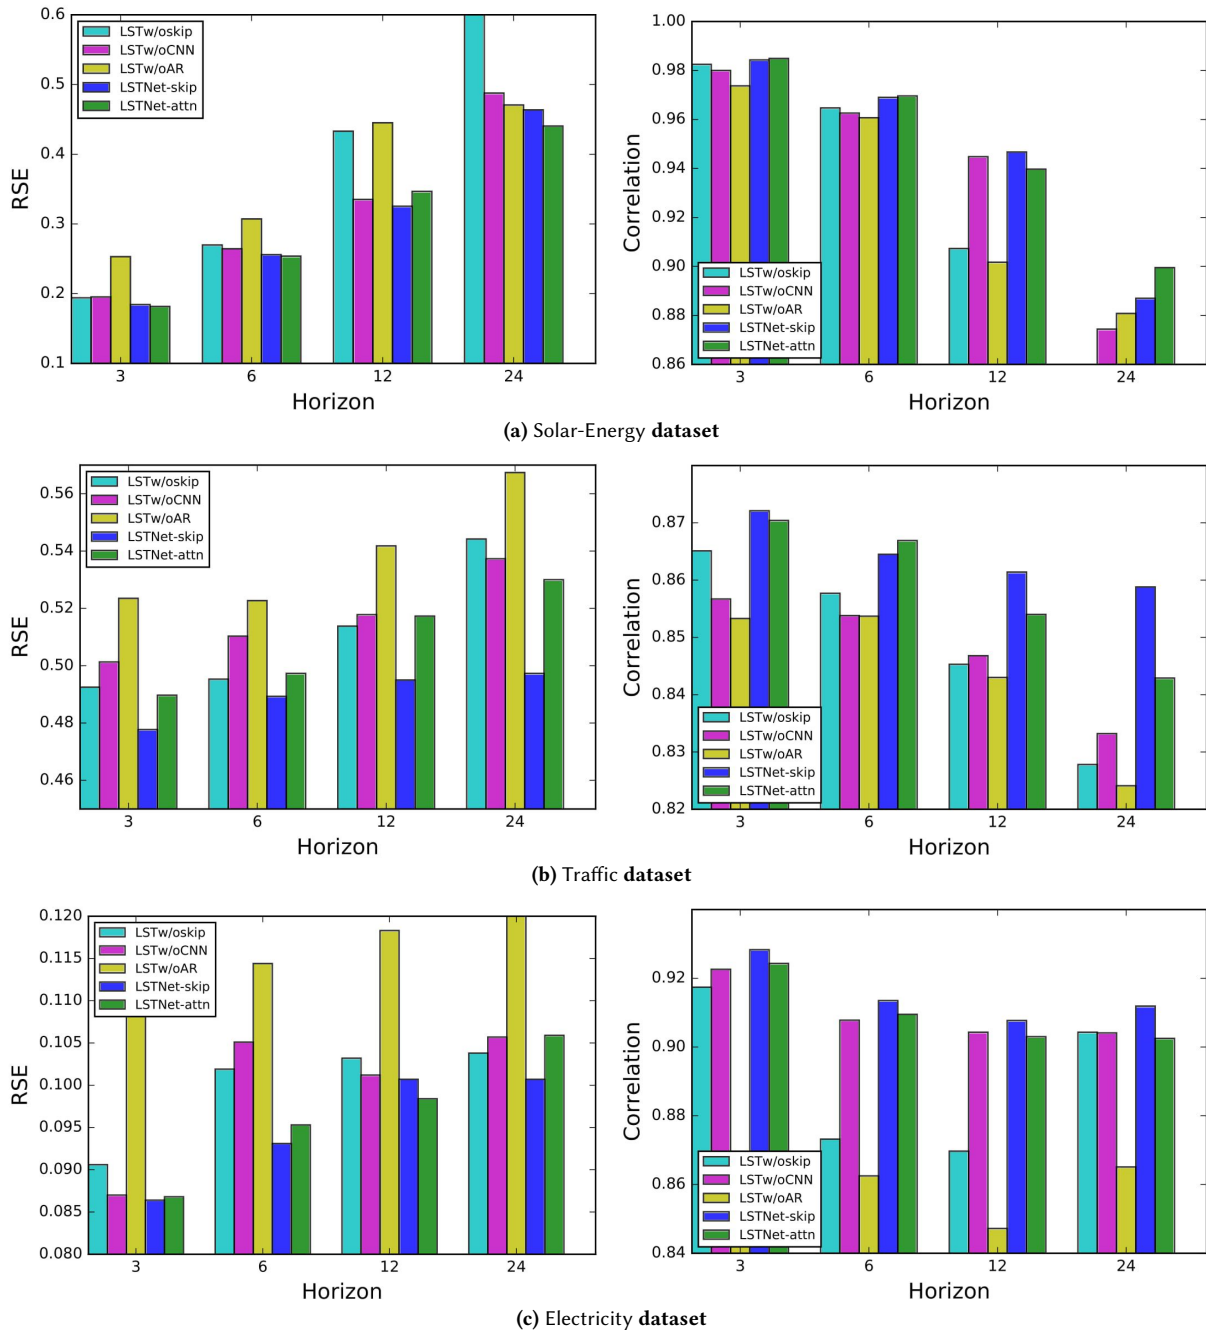 0.6
0.5
0.4
0.3
0.2
0.1
RSE
LSTw/oskip
LSTw/oCNN
LSTw/oAR
LSTNet-skip
LSTNet-attn
3 6 12 24
Horizon
1.00
0.98
0.96
0.94
0.92
0.90
0.88
0.86
Correlation
LSTw/oskip
LSTw/oCNN
LSTw/oAR
LSTNet-skip
LSTNet-attn
3 6 12 24
Horizon
(a) Solar-Energy dataset
0.56
0.54
0.52
0.50
0.48
0.46
RSE
LSTw/oskip
LSTw/oCNN
LSTw/oAR
LSTNet-skip
LSTNet-attn
3 6 12 24
Horizon
0.87
0.86
0.85
0.84
0.83
0.82
Correlation
LSTw/oskip
LSTw/oCNN
LSTw/oAR
LSTNet-skip
LSTNet-attn
3 6 12 24
Horizon
(b) Traffic dataset
0.120
0.115
0.110
0.105
0.100
0.095
0.090
0.085
0.080
RSE
LSTw/oskip
LSTw/oCNN
LSTw/oAR
LSTNet-skip
LSTNet-attn
3 6 12 24
Horizon
0.92
0.90
0.88
0.86
0.84
Correlation
LSTw/oskip
LSTw/oCNN
LSTw/oAR
LSTNet-skip
LSTNet-attn
3 6 12 24
Horizon
(c) Electricity dataset